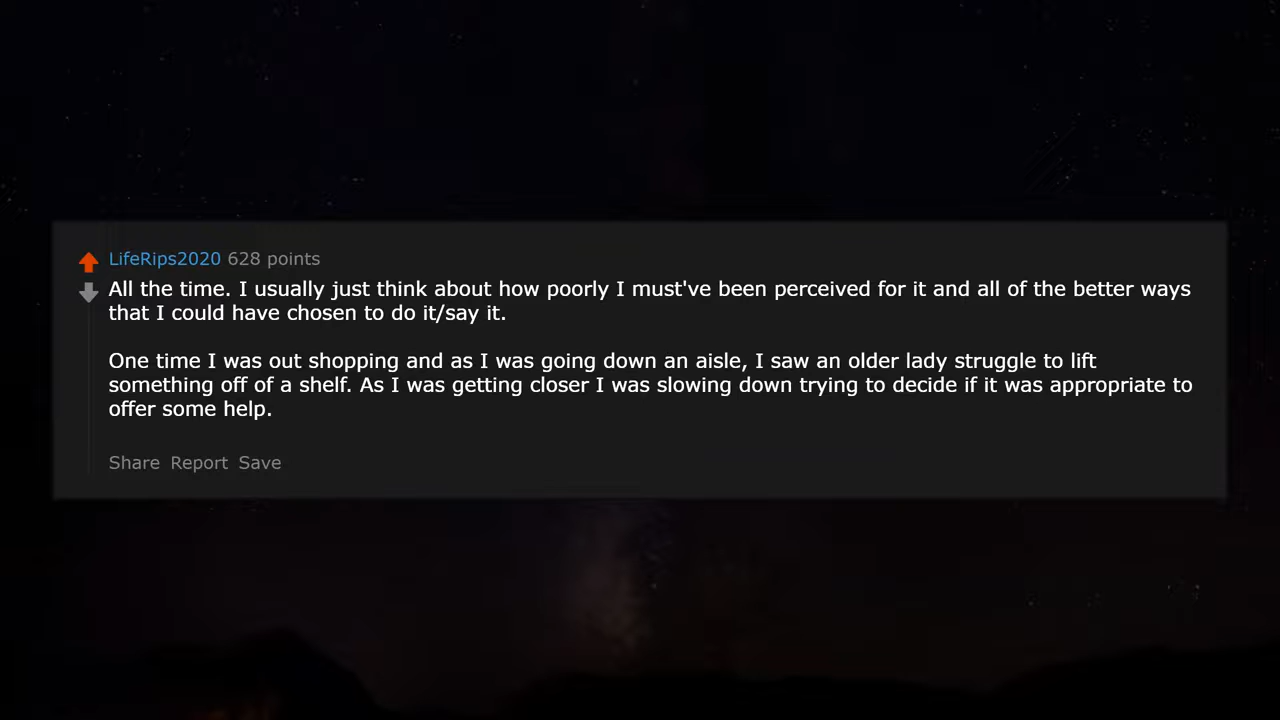 LifeRips2020 628 points
All the time. I usually just think about how poorly I must've been perceived for it and all of the better ways
that I could have chosen to do it/say it.
One time I was out shopping and as I was going down an aisle, I saw an older lady struggle to lift
something off of a shelf. As I was getting closer I was slowing down trying to decide if it was appropriate to
offer some help.
Share Report Save